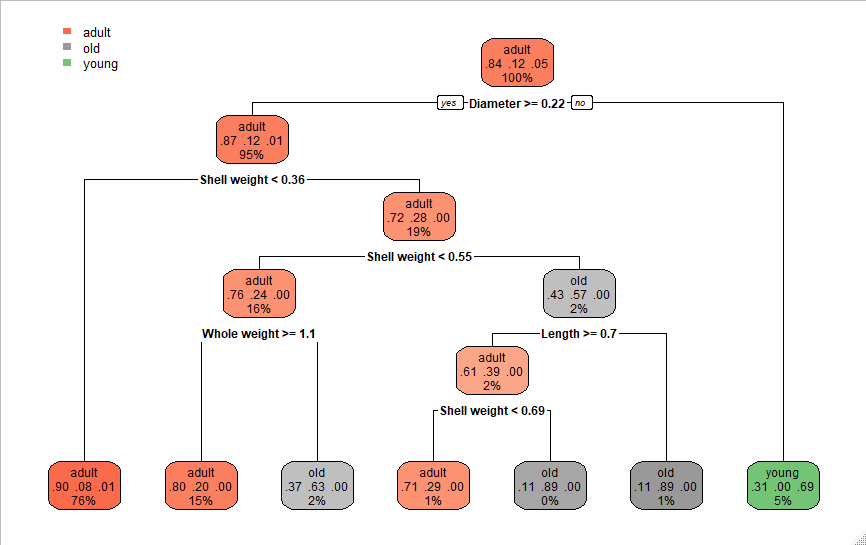 adult
old
young
adult
.84 .12 .05
100%
yes Diameter >= 0.22 no
adult
.87 .12 .01
95%
Shell weight < 0.36
adult
.72 .28 .00
19%
Shell weight < 0.55
adult
.76 .24 .00
16%
old
.43 .57 .00
2%
Whole weight >= 1.1
Length >= 0.7
adult
.61 .39 .00
2%
Shell weight < 0.69
adult
.90 .08 .01
76%
adult
.80 .20 .00
15%
old
.37 .63 .00
2%
adult
.71 .29 .00
1%
old
.11 .89 .00
0%
old
.11 .89 .00
1%
young
.31 .00 .69
5%